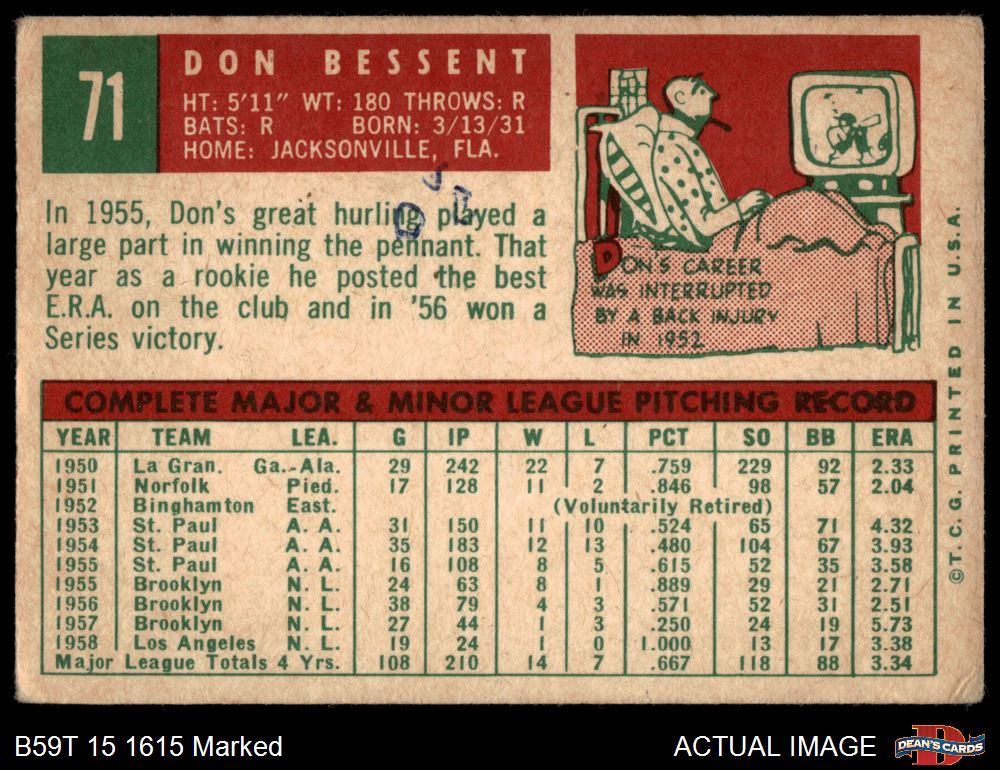 71
DON BESSENT
HT: 5'11" WT: 180 THROWS: R
BATS: R BORN: 3/13/31
HOME: JACKSONVILLE, FLA.
In 1955, Don's great hurling played a
large part in winning the pennant. That
year as a rookie he posted the best
E.R.A. on the club and in '56 won a
Series victory.
DON'S CAREER
WAS INTERRUPTED
BY A BACK INJURY
IN 1952
COMPLETE MAJOR & MINOR LEAGUE PITCHING RECORD
YEAR TEAM LEA. G IP W L PCT SO BB ERA
1950 La Gran. Ga.-Ala. 29 242 22 7 .759 229 92 2.33
1951 Norfolk Pied. 17 128 11 2 .846 98 57 2.04
1952 Binghamton East. (Voluntarily Retired)
1953 St. Paul A. A. 31 150 11 10 .524 65 71 4.32
1954 St. Paul A. A. 35 183 12 13 .480 104 67 3.93
1955 St. Paul A. A. 16 108 8 5 .615 52 35 3.58
1955 Brooklyn N. L. 24 63 8 1 .889 29 21 2.71
1956 Brooklyn N. L. 38 79 4 3 .571 52 31 2.51
1957 Brooklyn N. L. 27 44 1 3 .250 24 19 5.73
1958 Los Angeles N. L. 19 24 1 0 1.000 13 17 3.38
Major League Totals 4 Yrs. 108 210 14 7 .667 118 88 3.34
© T. C. G. PRINTED IN U.S.A.
B59T 15 1615 Marked
ACTUAL IMAGE
DEAN'S CARDS